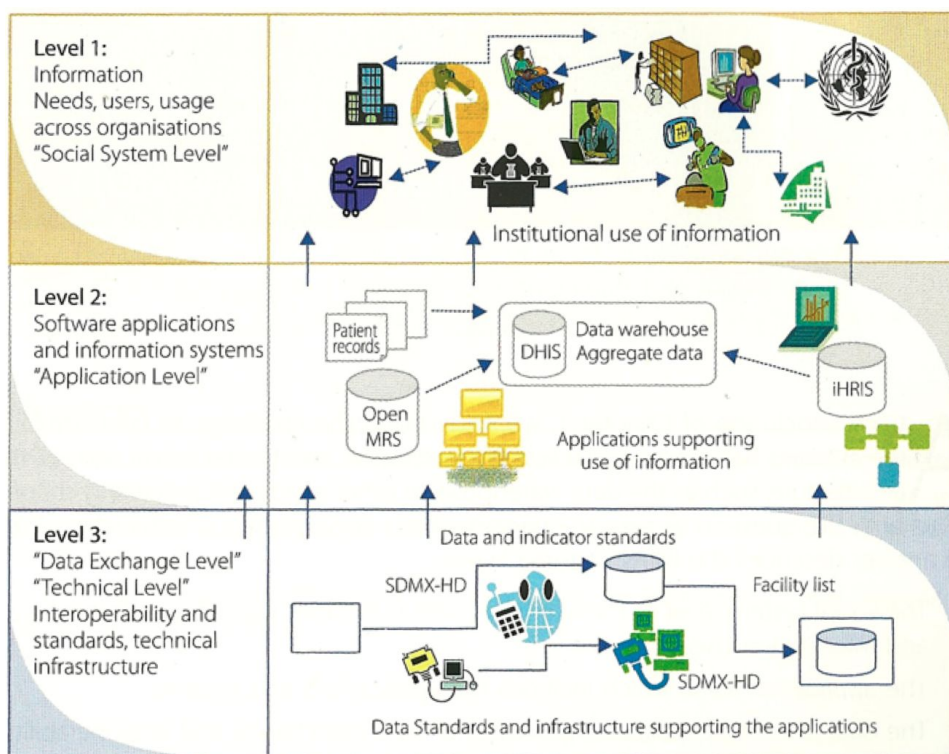 Level 1:
Information
Needs, users, usage
across organisations
"Social System Level"
Institutional use of information
Level 2:
Software applications
and information systems
"Application Level"
Patient
records
Open
MRS
DHIS
Data warehouse
Aggregate data
iHRIS
Applications supporting
use of information
Level 3:
"Data Exchange Level"
"Technical Level"
Interoperability and
standards, technical
infrastructure
Data and indicator standards
SDMX-HD
Facility list
SDMX-HD
Data Standards and infrastructure supporting the applications